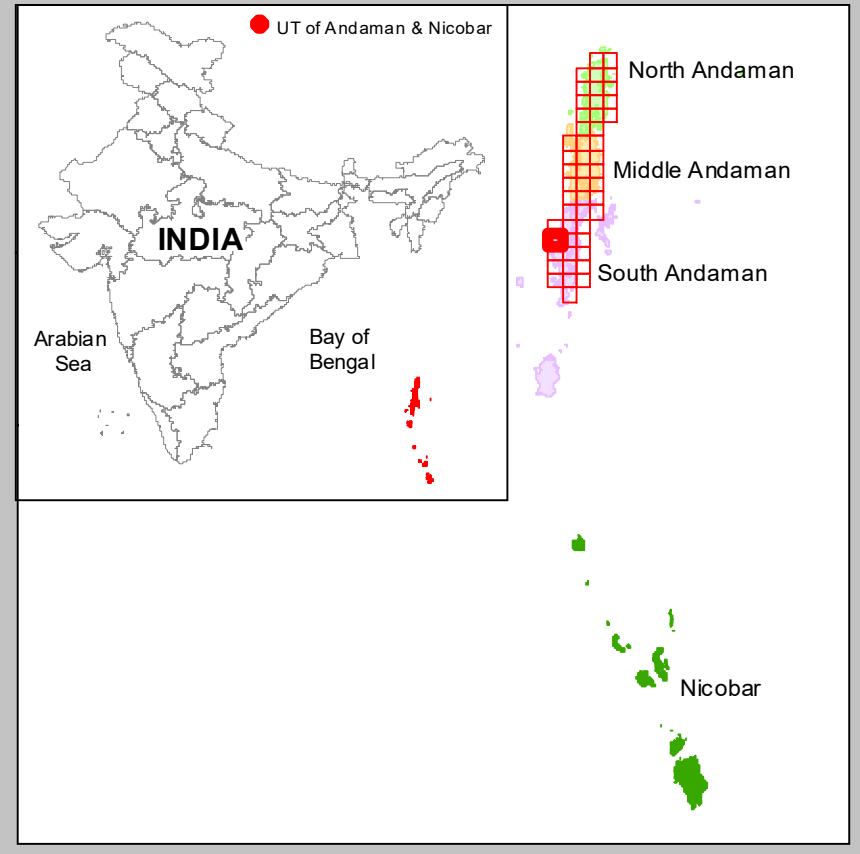 UT of Andaman & Nicobar
INDIA
Arabian
Sea
Bay of
Bengal
North Andaman
Middle Andaman
South Andaman
Nicobar